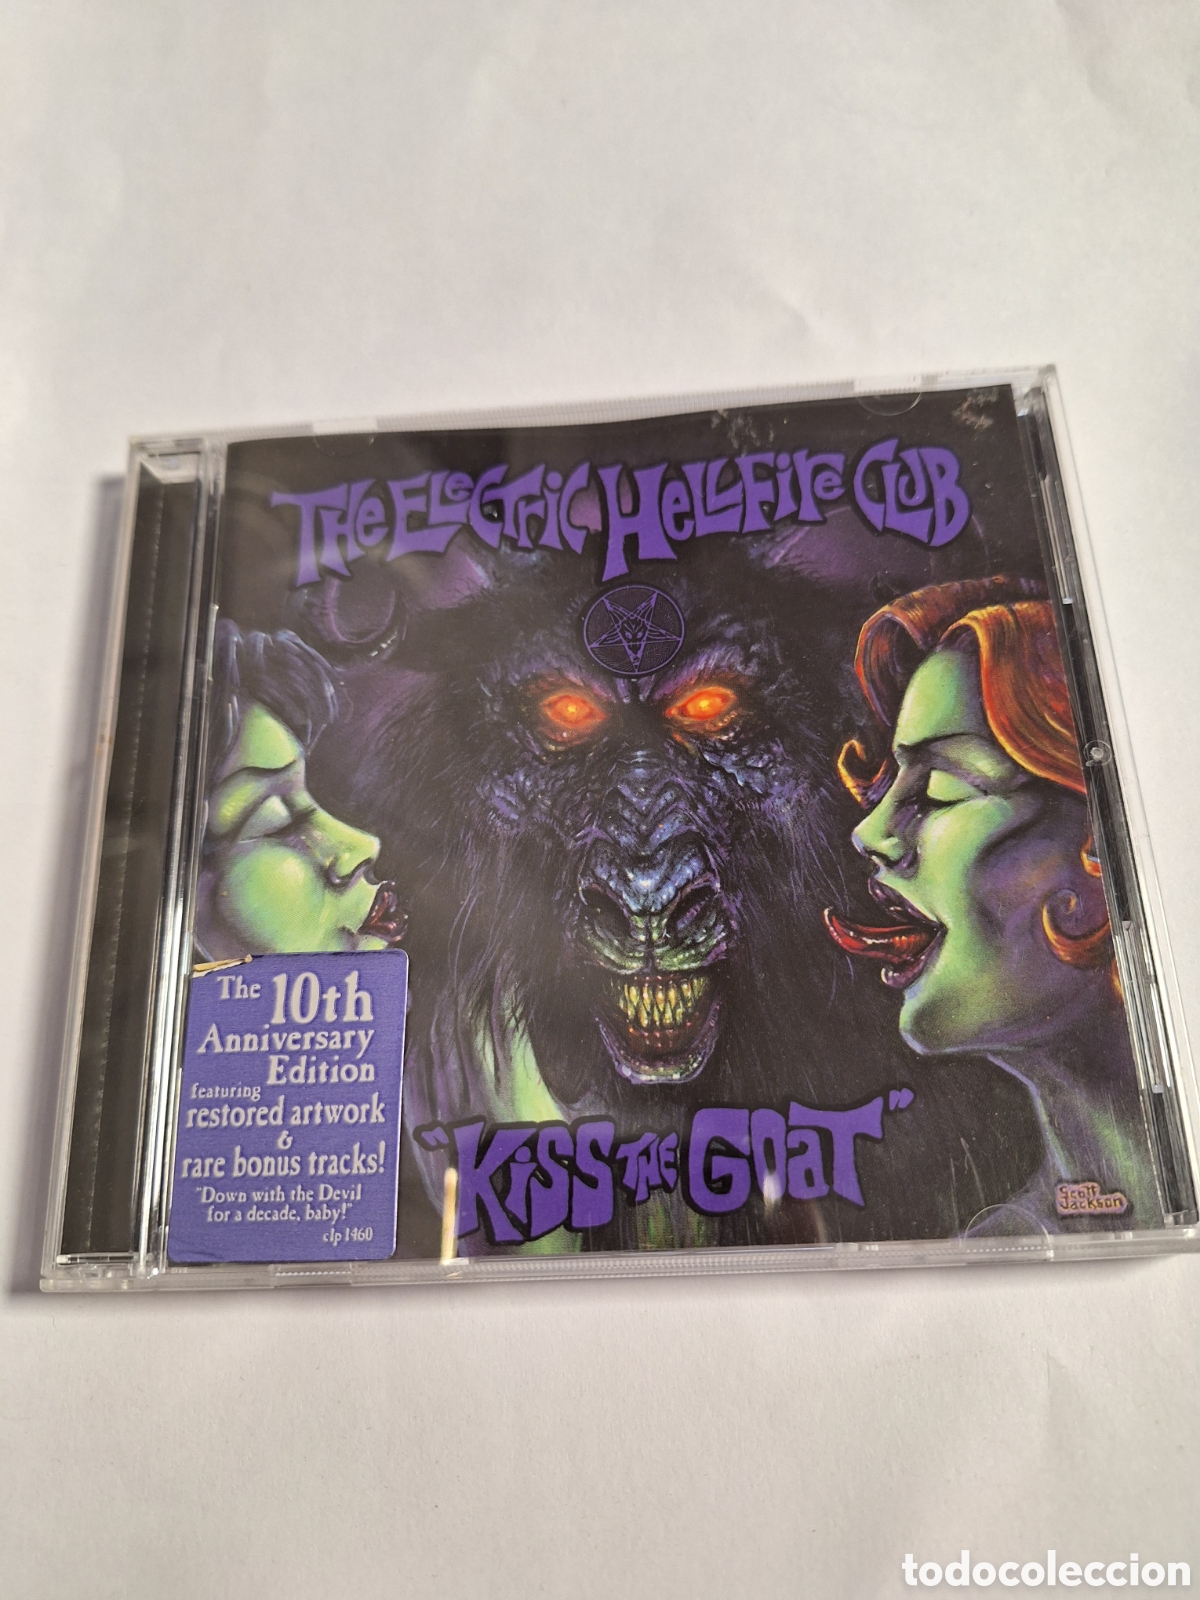 THE ELECTRIC HELLFIRE CLUB
The 10th
Anniversary
Edition
featuring
restored artwork
&
rare bonus tracks!
"Down with the Devil
for a decade, baby!"
clp 1460
"KISS THE GOAT"
Scott
Jackson
todocoleccion